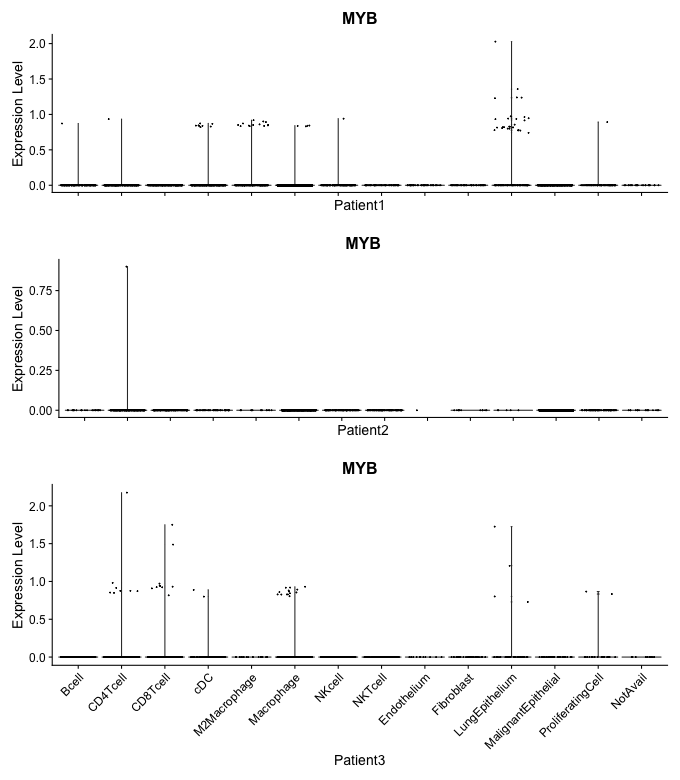 MYB
Expression Level
2.0
1.5
1.0
0.5
0.0
Patient1
MYB
Expression Level
0.75
0.50
0.25
0.00
Patient2
MYB
Expression Level
2.0
1.5
1.0
0.5
0.0
Bcell
CD4Tcell
CD8Tcell
cDC
M2Macrophage
Macrophage
NKcell
NKTcell
Endothelium
Fibroblast
LungEpithelium
MalignantEpithelial
ProliferatingCell
NotAvail
Patient3